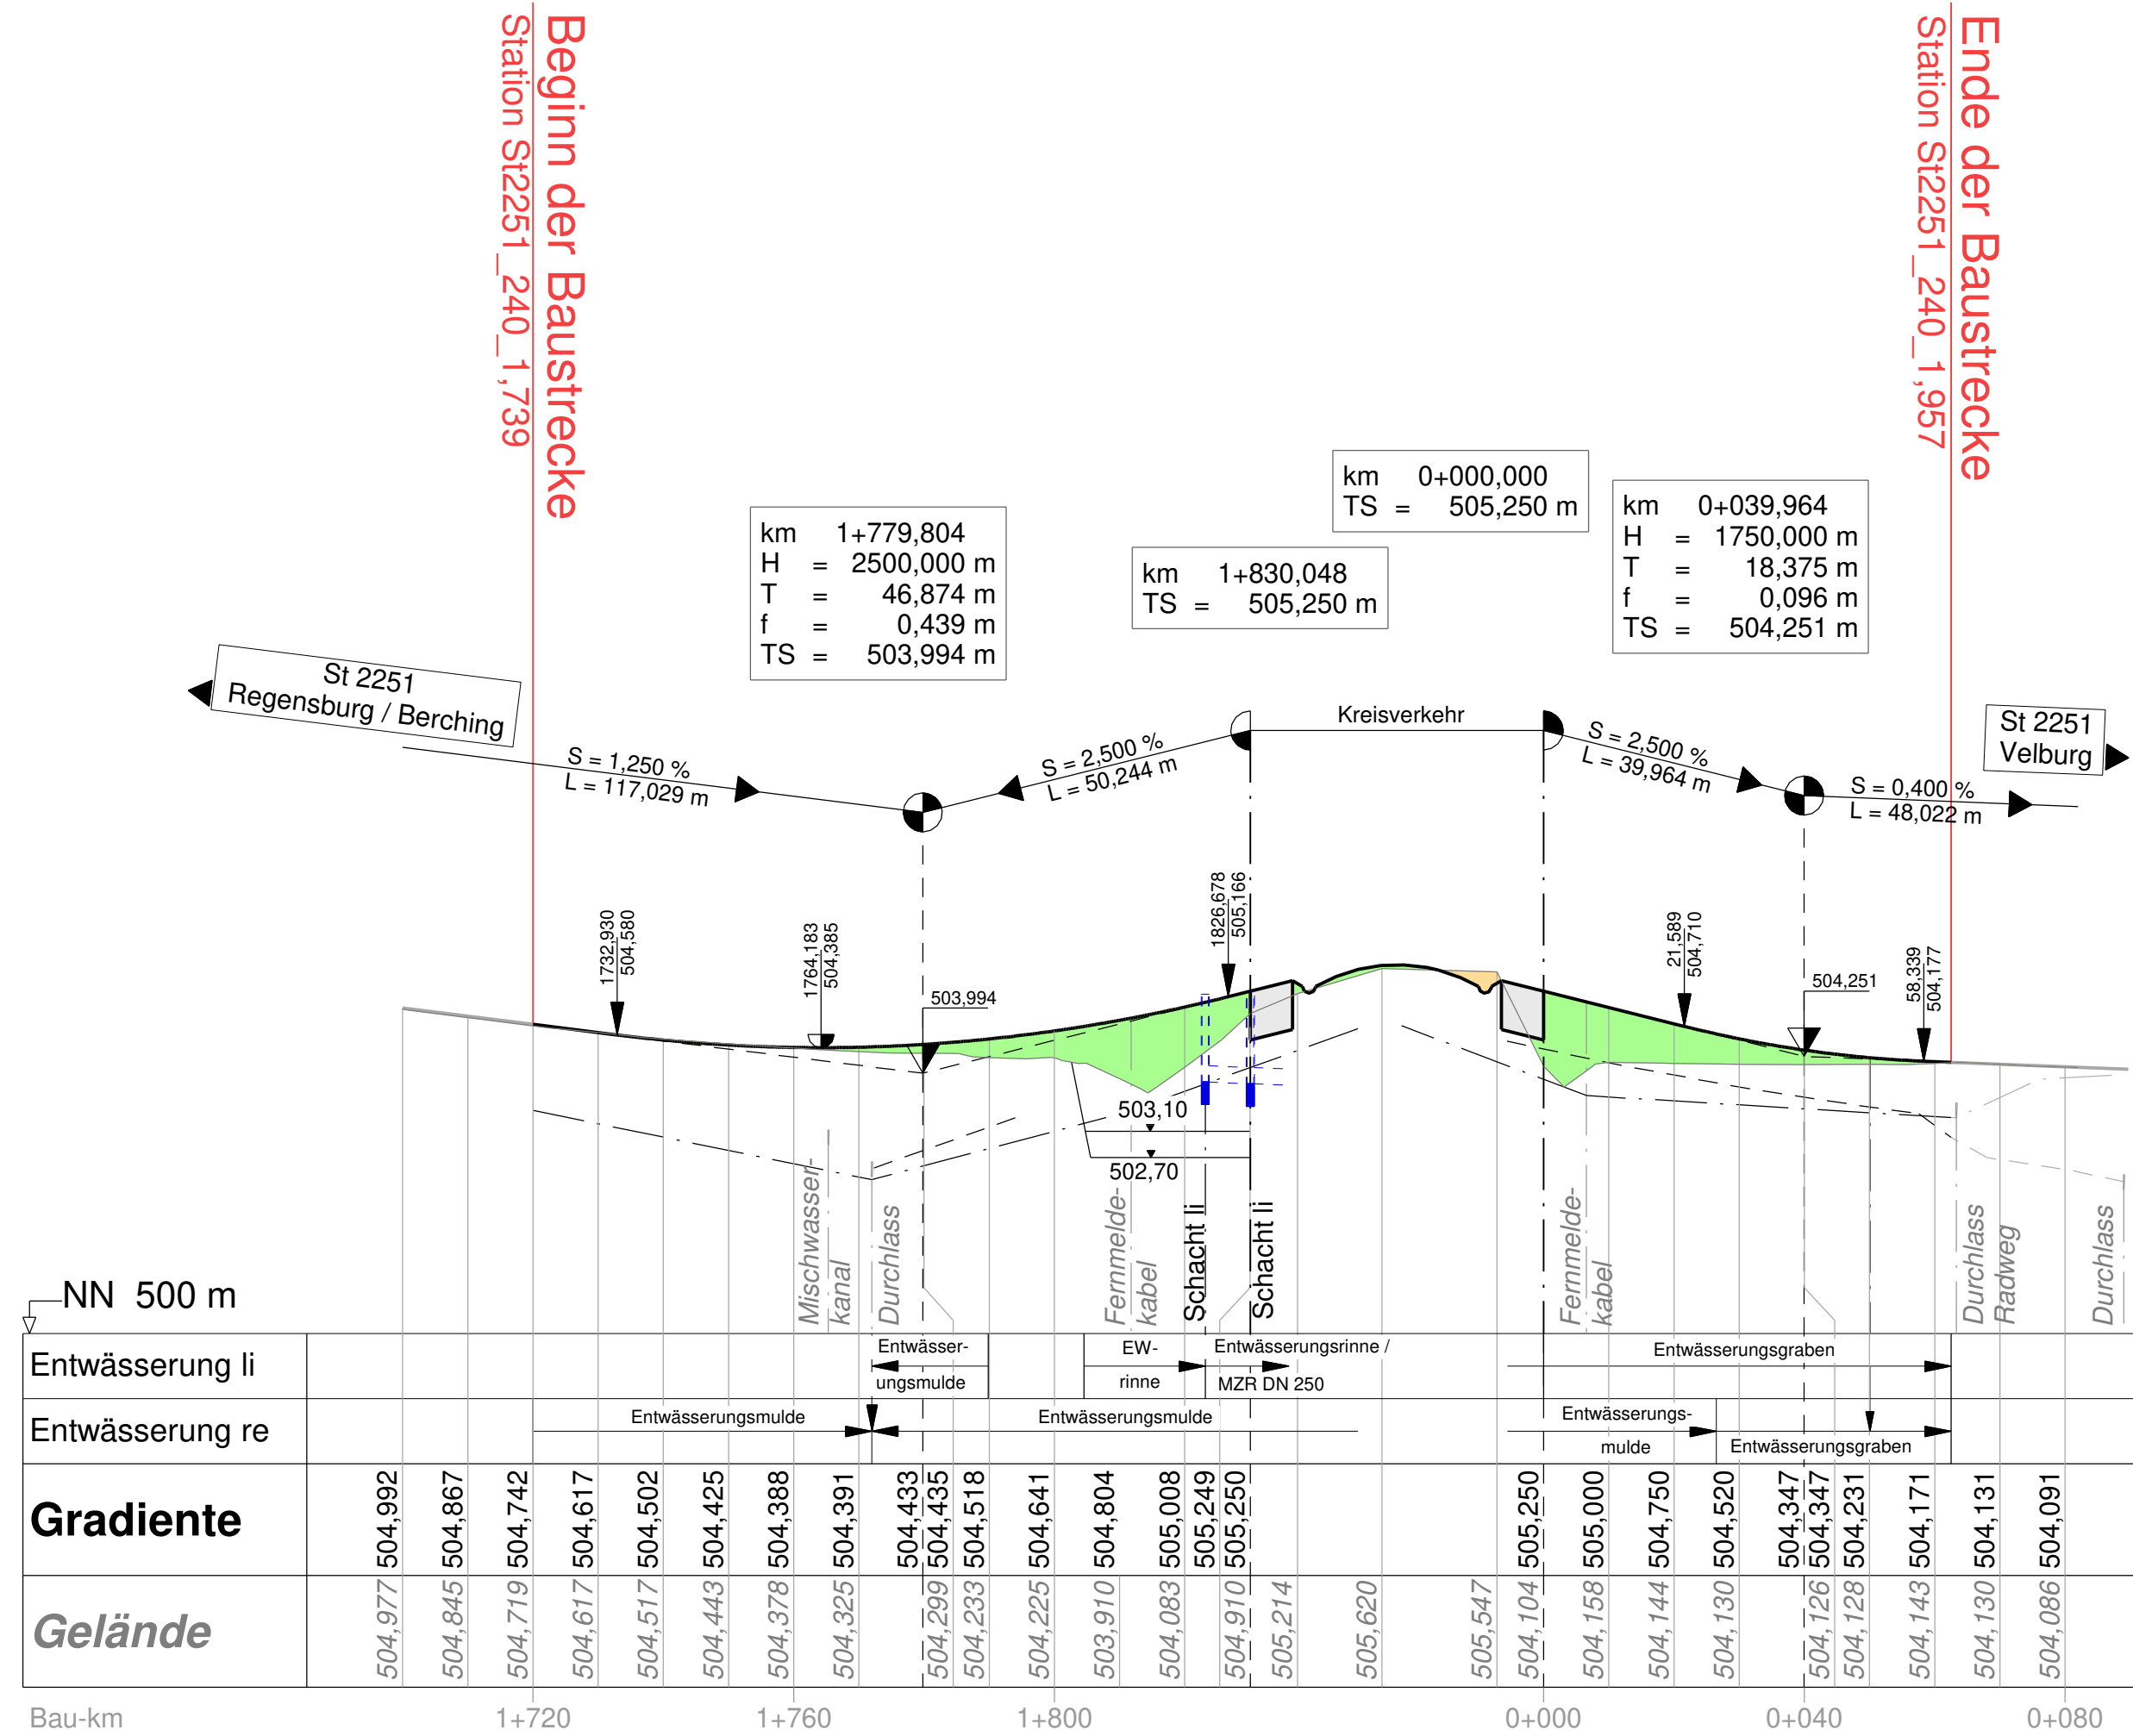 Beginn der Baustrecke
Station St2251_240_1,739
Ende der Baustrecke
Station St2251_240_1,957
km 0+000,000
TS = 505,250 m
km 0+039,964
H = 1750,000 m
T = 18,375 m
f = 0,096 m
TS = 504,251 m
km 1+779,804
H = 2500,000 m
T = 46,874 m
f = 0,439 m
TS = 503,994 m
km 1+830,048
TS = 505,250 m
St 2251
Regensburg / Berching
St 2251
Velburg
Kreisverkehr
S = 1,250 %
L = 117,029 m
S = 2,500 %
L = 50,244 m
S = 2,500 %
L = 39,964 m
S = 0,400 %
L = 48,022 m
1732,930
504,580
1764,183
504,385
503,994
1826,678
505,166
21,589
504,710
504,251
58,339
504,177
503,10
502,70
Mischwasser-
kanal
Durchlass
Fernmelde-
kabel
Schacht li
Schacht li
Fernmelde-
kabel
Durchlass
Radweg
Durchlass
NN 500 m
Entwässerung li
Entwässer-
ungsmulde
EW-
rinne
Entwässerungsrinne /
MZR DN 250
Entwässerungsgraben
Entwässerung re
Entwässerungsmulde
Entwässerungsmulde
Entwässerungs-
mulde
Entwässerungsgraben
Gradiente
504,992
504,867
504,742
504,617
504,502
504,425
504,388
504,391
504,433
504,435
504,518
504,641
504,804
505,008
505,249
505,250
505,250
505,000
504,750
504,520
504,347
504,347
504,231
504,171
504,131
504,091
Gelände
504,977
504,845
504,719
504,617
504,517
504,443
504,378
504,325
504,299
504,233
504,225
503,910
504,083
504,910
505,214
505,620
505,547
504,104
504,158
504,144
504,130
504,126
504,128
504,143
504,130
504,086
Bau-km 1+720 1+760 1+800 0+000 0+040 0+080